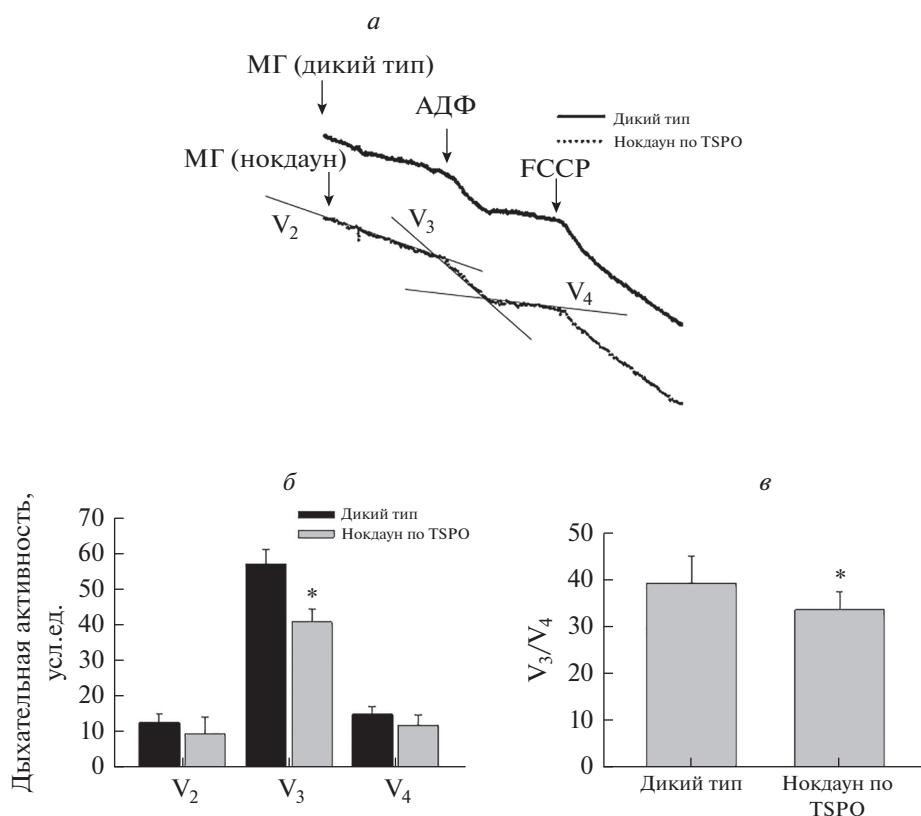 а
МГ (дикий тип)
АДФ
Дикий тип
Нокдаун по TSPO
МГ (нокдаун)
FCCP
V2
V3
V4
б
Дыхательная активность,
усл.ед.
70
60
50
40
30
20
10
0
Дикий тип
Нокдаун по TSPO
*
V2
V3
V4
в
V3/V4
50
40
30
20
10
0
*
Дикий тип
Нокдаун по
TSPO